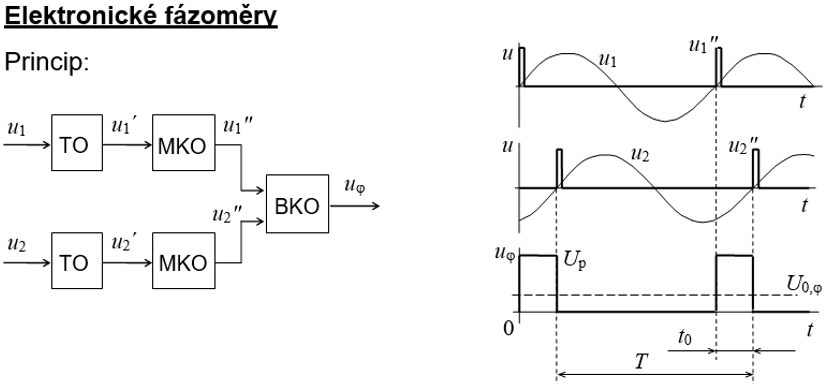 Elektronické fázoměry
Princip:
u1 u1´ u1″
TO MKO
BKO uφ
u2 u2´ u2″
TO MKO
u u1 u1″
t
u u2 u2″
t
uφ Up U0,φ
0 t
t0
T